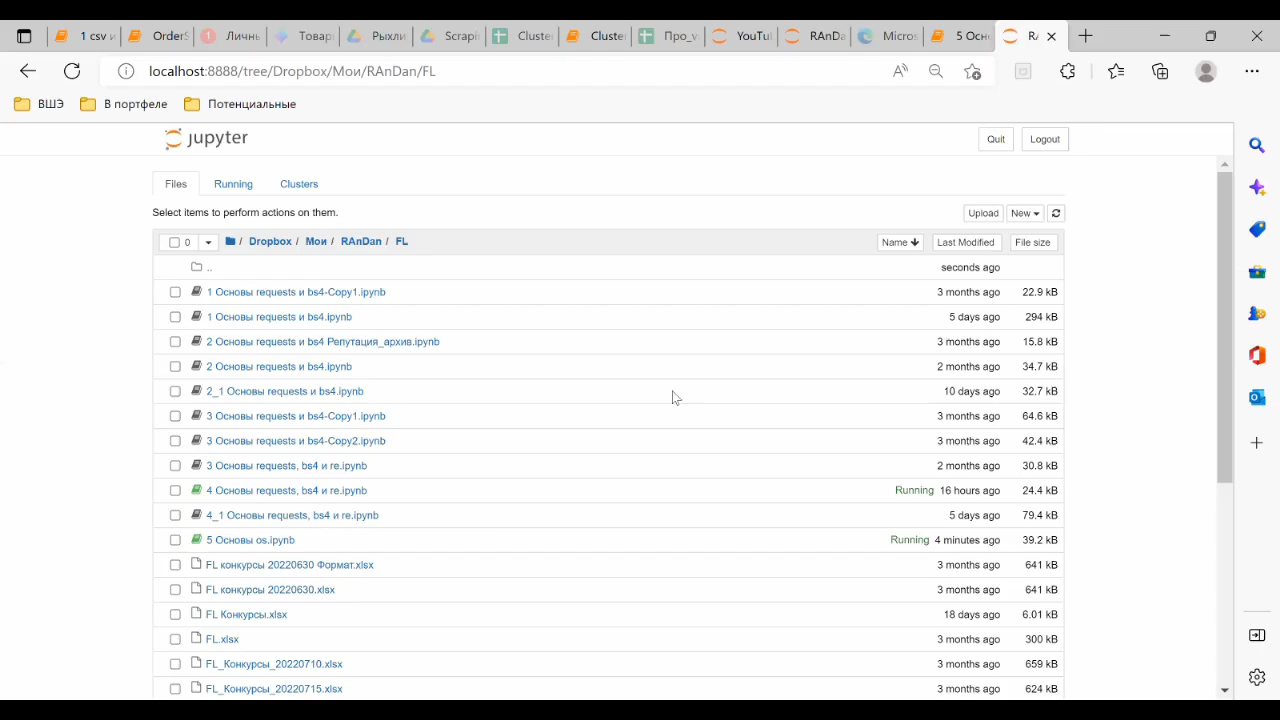 1 csv и
OrderS
Личнь
Товар
Рыхли
Scrapi
Cluste
Cluste
Про_v
YouTu
RAnDa
Micros
5 Осн
RA
localhost:8888/tree/Dropbox/Мои/RAnDan/FL
ВШЭ В портфеле Потенциальные
jupyter
Quit Logout
Files Running Clusters
Select items to perform actions on them.
Upload New
0 / Dropbox / Мои / RAnDan / FL Name Last Modified File size
.. seconds ago
1 Основы requests и bs4-Copy1.ipynb 3 months ago 22.9 kB
1 Основы requests и bs4.ipynb 5 days ago 294 kB
2 Основы requests и bs4 Репутация_архив.ipynb 3 months ago 15.8 kB
2 Основы requests и bs4.ipynb 2 months ago 34.7 kB
2_1 Основы requests и bs4.ipynb 10 days ago 32.7 kB
3 Основы requests и bs4-Copy1.ipynb 3 months ago 64.6 kB
3 Основы requests и bs4-Copy2.ipynb 3 months ago 42.4 kB
3 Основы requests, bs4 и re.ipynb 2 months ago 30.8 kB
4 Основы requests, bs4 и re.ipynb Running 16 hours ago 24.4 kB
4_1 Основы requests, bs4 и re.ipynb 5 days ago 79.4 kB
5 Основы os.ipynb Running 4 minutes ago 39.2 kB
FL конкурсы 20220630 Формат.xlsx 3 months ago 641 kB
FL конкурсы 20220630.xlsx 3 months ago 641 kB
FL Конкурсы.xlsx 18 days ago 6.01 kB
FL.xlsx 3 months ago 300 kB
FL_Конкурсы_20220710.xlsx 3 months ago 659 kB
FL_Конкурсы_20220715.xlsx 3 months ago 624 kB